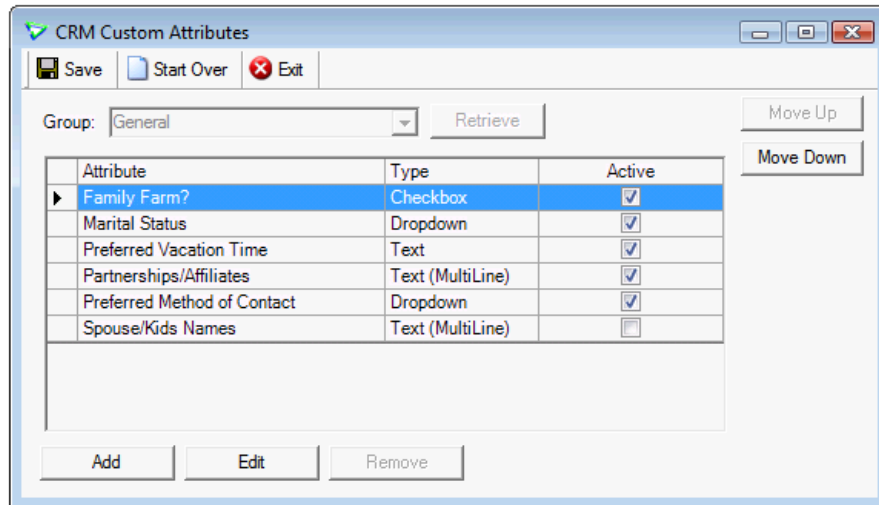 CRM Custom Attributes
Save Start Over Exit
Group: General Retrieve Move Up
Move Down
Attribute Type Active
Family Farm? Checkbox
Marital Status Dropdown
Preferred Vacation Time Text
Partnerships/Affiliates Text (MultiLine)
Preferred Method of Contact Dropdown
Spouse/Kids Names Text (MultiLine)
Add Edit Remove